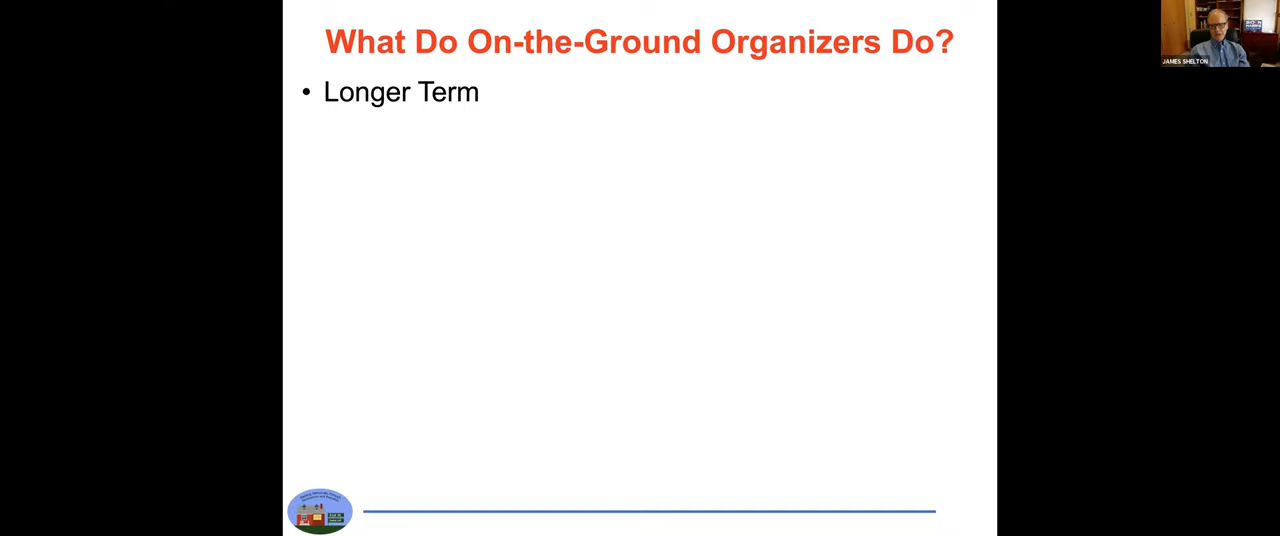 What Do On-the-Ground Organizers Do?
• Longer Term
JAMES SHELTON